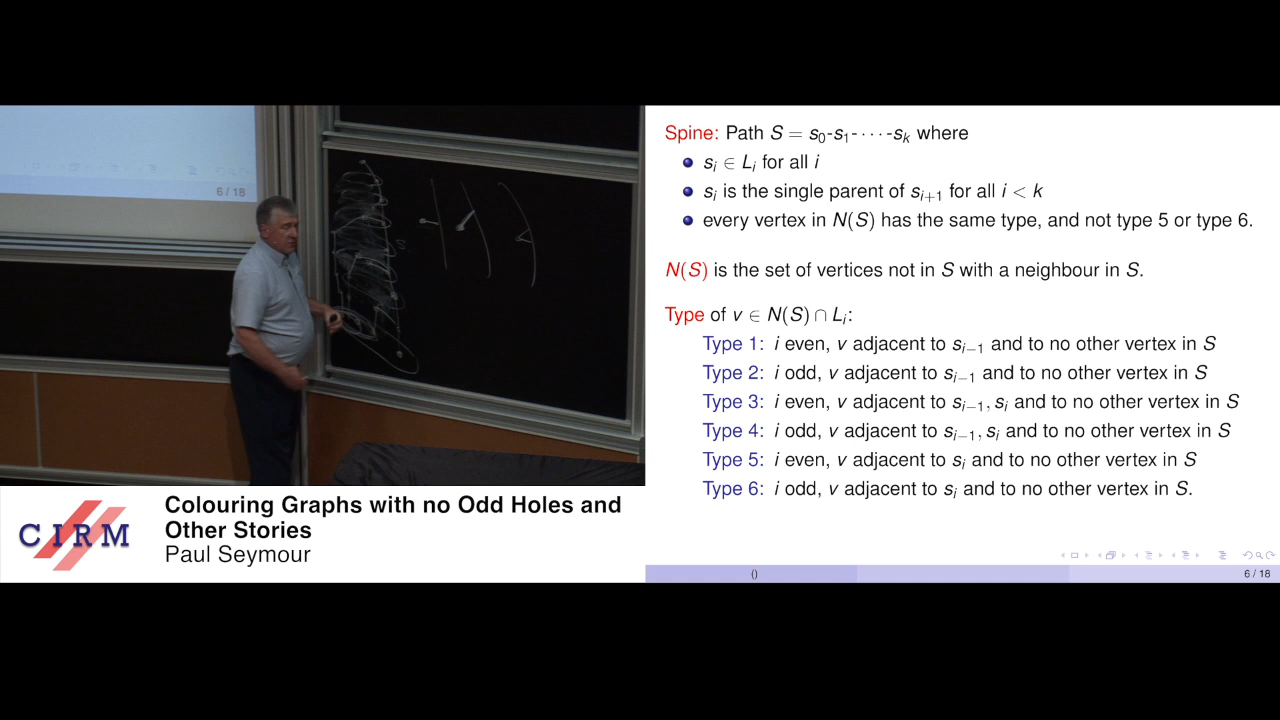 6 / 18
Spine: Path S = s₀-s₁-····-sₖ where
sᵢ ∈ Lᵢ for all i
sᵢ is the single parent of sᵢ₊₁ for all i < k
every vertex in N(S) has the same type, and not type 5 or type 6.
N(S) is the set of vertices not in S with a neighbour in S.
Type of v ∈ N(S) ∩ Lᵢ:
Type 1: i even, v adjacent to sᵢ₋₁ and to no other vertex in S
Type 2: i odd, v adjacent to sᵢ₋₁ and to no other vertex in S
Type 3: i even, v adjacent to sᵢ₋₁, sᵢ and to no other vertex in S
Type 4: i odd, v adjacent to sᵢ₋₁, sᵢ and to no other vertex in S
Type 5: i even, v adjacent to sᵢ and to no other vertex in S
Type 6: i odd, v adjacent to sᵢ and to no other vertex in S.
()
6 / 18
CIRM
Colouring Graphs with no Odd Holes and
Other Stories
Paul Seymour